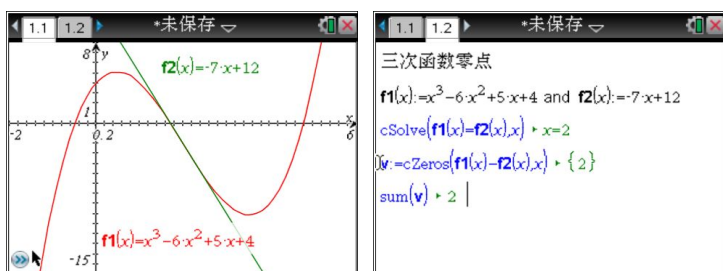 1.1 1.2 *未保存
8 y
f2(x)=-7·x+12
1
x
-2 0.2 6
f1(x)=x³-6·x²+5·x+4
-15
1.1 1.2 *未保存
三次函数零点
f1(x):=x³-6·x²+5·x+4 and f2(x):=-7·x+12
cSolve(f1(x)=f2(x),x) ▸ x=2
v:=cZeros(f1(x)-f2(x),x) ▸ {2}
sum(v) ▸ 2